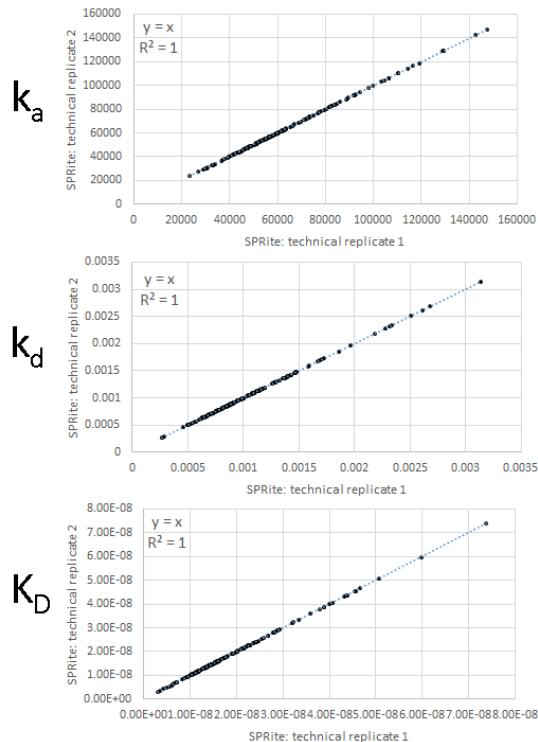 ka
SPRite: technical replicate 2
160000
140000
120000
100000
80000
60000
40000
20000
0
y = x
R² = 1
0 20000 40000 60000 80000 100000 120000 140000 160000
SPRite: technical replicate 1
kd
SPRite: technical replicate 2
0.0035
0.003
0.0025
0.002
0.0015
0.001
0.0005
0
y = x
R² = 1
0 0.0005 0.001 0.0015 0.002 0.0025 0.003 0.0035
SPRite: technical replicate 1
KD
SPRite: technical replicate 2
8.00E-08
7.00E-08
6.00E-08
5.00E-08
4.00E-08
3.00E-08
2.00E-08
1.00E-08
0.00E+00
y = x
R² = 1
0.00E+001.00E-082.00E-083.00E-084.00E-085.00E-086.00E-087.00E-088.00E-08
SPRite: technical replicate 1